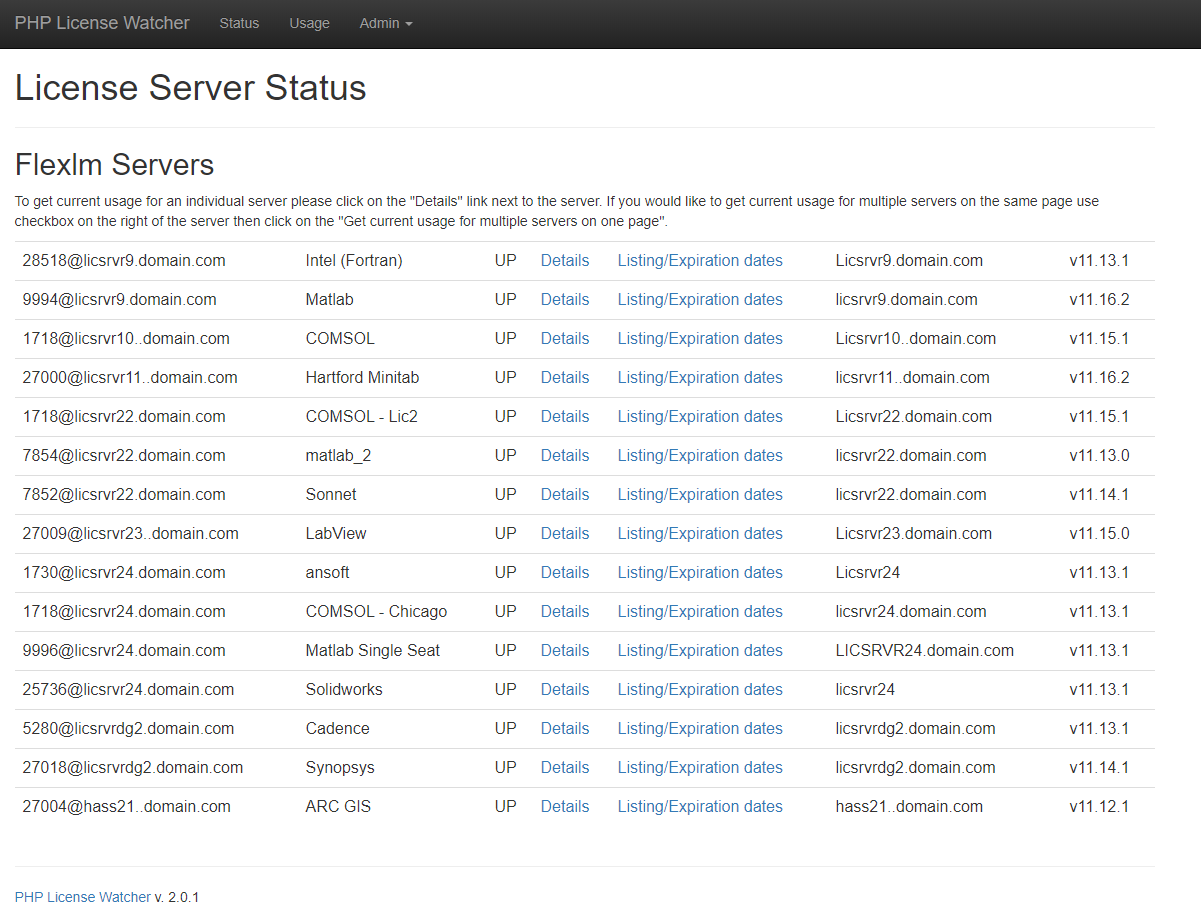 PHP License Watcher Status Usage Admin
License Server Status
Flexlm Servers
To get current usage for an individual server please click on the "Details" link next to the server. If you would like to get current usage for multiple servers on the same page use
checkbox on the right of the server then click on the "Get current usage for multiple servers on one page".
28518@licsrvr9.domain.com Intel (Fortran) UP Details Listing/Expiration dates Licsrvr9.domain.com v11.13.1
9994@licsrvr9.domain.com Matlab UP Details Listing/Expiration dates licsrvr9.domain.com v11.16.2
1718@licsrvr10..domain.com COMSOL UP Details Listing/Expiration dates Licsrvr10..domain.com v11.15.1
27000@licsrvr11..domain.com Hartford Minitab UP Details Listing/Expiration dates licsrvr11..domain.com v11.16.2
1718@licsrvr22.domain.com COMSOL - Lic2 UP Details Listing/Expiration dates Licsrvr22.domain.com v11.15.1
7854@licsrvr22.domain.com matlab_2 UP Details Listing/Expiration dates licsrvr22.domain.com v11.13.0
7852@licsrvr22.domain.com Sonnet UP Details Listing/Expiration dates licsrvr22.domain.com v11.14.1
27009@licsrvr23..domain.com LabView UP Details Listing/Expiration dates Licsrvr23.domain.com v11.15.0
1730@licsrvr24.domain.com ansoft UP Details Listing/Expiration dates Licsrvr24 v11.13.1
1718@licsrvr24.domain.com COMSOL - Chicago UP Details Listing/Expiration dates licsrvr24.domain.com v11.13.1
9996@licsrvr24.domain.com Matlab Single Seat UP Details Listing/Expiration dates LICSRVR24.domain.com v11.13.1
25736@licsrvr24.domain.com Solidworks UP Details Listing/Expiration dates licsrvr24 v11.13.1
5280@licsrvrdg2.domain.com Cadence UP Details Listing/Expiration dates licsrvrdg2.domain.com v11.13.1
27018@licsrvrdg2.domain.com Synopsys UP Details Listing/Expiration dates licsrvrdg2.domain.com v11.14.1
27004@hass21..domain.com ARC GIS UP Details Listing/Expiration dates hass21..domain.com v11.12.1
PHP License Watcher v. 2.0.1